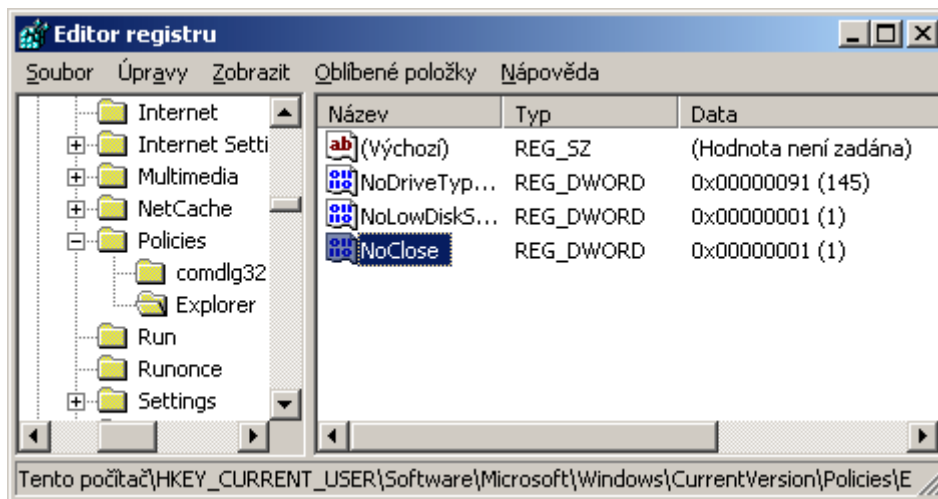 Editor registru
Soubor Úpravy Zobrazit Oblíbené položky Nápověda
Internet
Internet Setti
Multimedia
NetCache
Policies
comdlg32
Explorer
Run
Runonce
Settings
Název Typ Data
(Výchozí) REG_SZ (Hodnota není zadána)
NoDriveTyp... REG_DWORD 0x00000091 (145)
NoLowDiskS... REG_DWORD 0x00000001 (1)
NoClose REG_DWORD 0x00000001 (1)
Tento počítač\HKEY_CURRENT_USER\Software\Microsoft\Windows\CurrentVersion\Policies\E